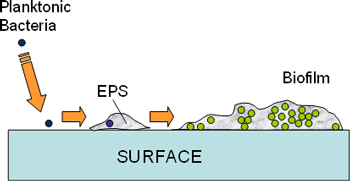 Planktonic
Bacteria
EPS
Biofilm
SURFACE